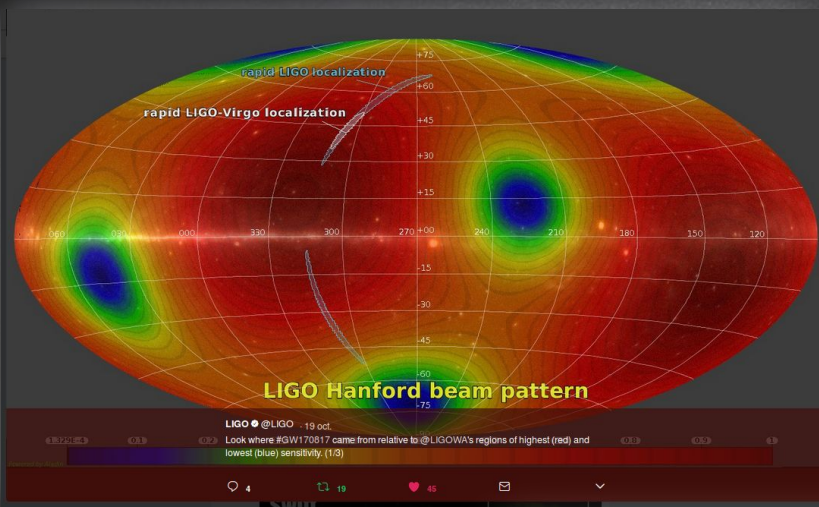 +75
rapid LIGO localization
+60
rapid LIGO-Virgo localization
+45
+30
+15
060 030 000 330 300 270 +00 240 210 180 150 120
-15
-30
-45
-60
LIGO Hanford beam pattern
-75
LIGO @LIGO · 19 oct.
Look where #GW170817 came from relative to @LIGOWA's regions of highest (red) and
0.1 0.2 0.8 0.9 1
lowest (blue) sensitivity. (1/3)
4 19 45